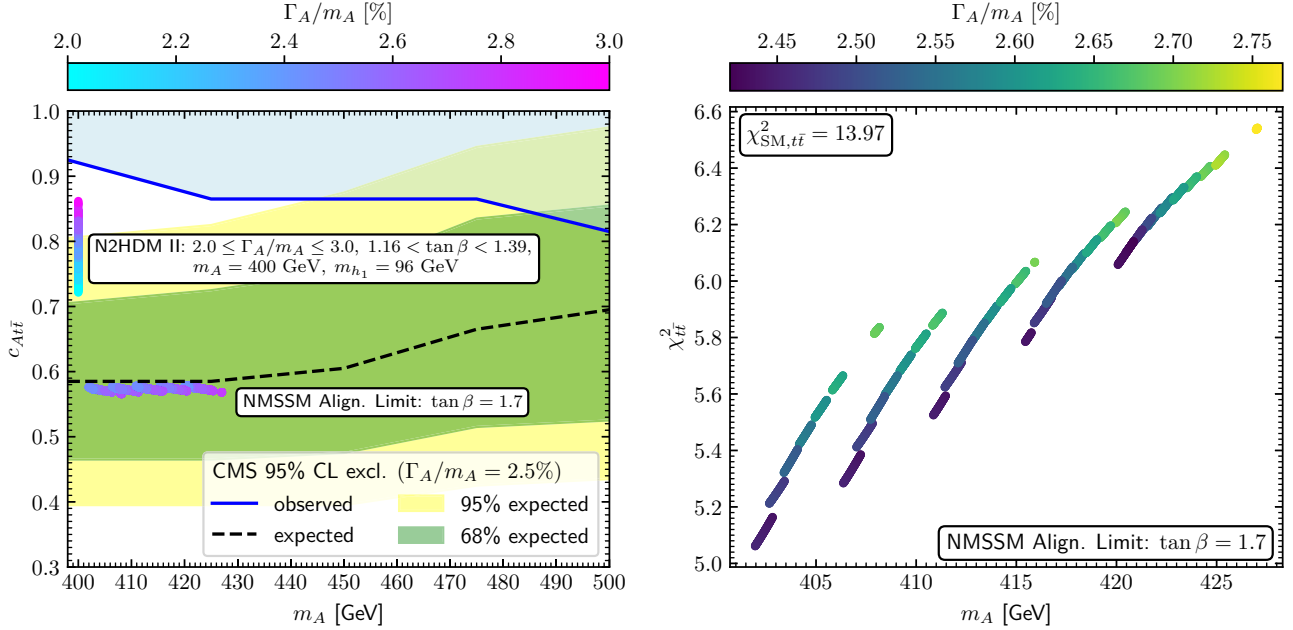 Γ_A/m_A [%]
2.0 2.2 2.4 2.6 2.8 3.0
1.0
0.9
0.8
0.7
0.6
0.5
0.4
0.3
c_{Att̄}
N2HDM II: 2.0 ≤ Γ_A/m_A ≤ 3.0, 1.16 < tan β < 1.39,
m_A = 400 GeV, m_{h_1} = 96 GeV
NMSSM Align. Limit: tan β = 1.7
CMS 95% CL excl. (Γ_A/m_A = 2.5%)
observed
95% expected
expected
68% expected
400 410 420 430 440 450 460 470 480 490 500
m_A [GeV]
Γ_A/m_A [%]
2.45 2.50 2.55 2.60 2.65 2.70 2.75
χ²_{SM,tt̄} = 13.97
6.6
6.4
6.2
6.0
5.8
5.6
5.4
5.2
5.0
χ²_{tt̄}
NMSSM Align. Limit: tan β = 1.7
405 410 415 420 425
m_A [GeV]